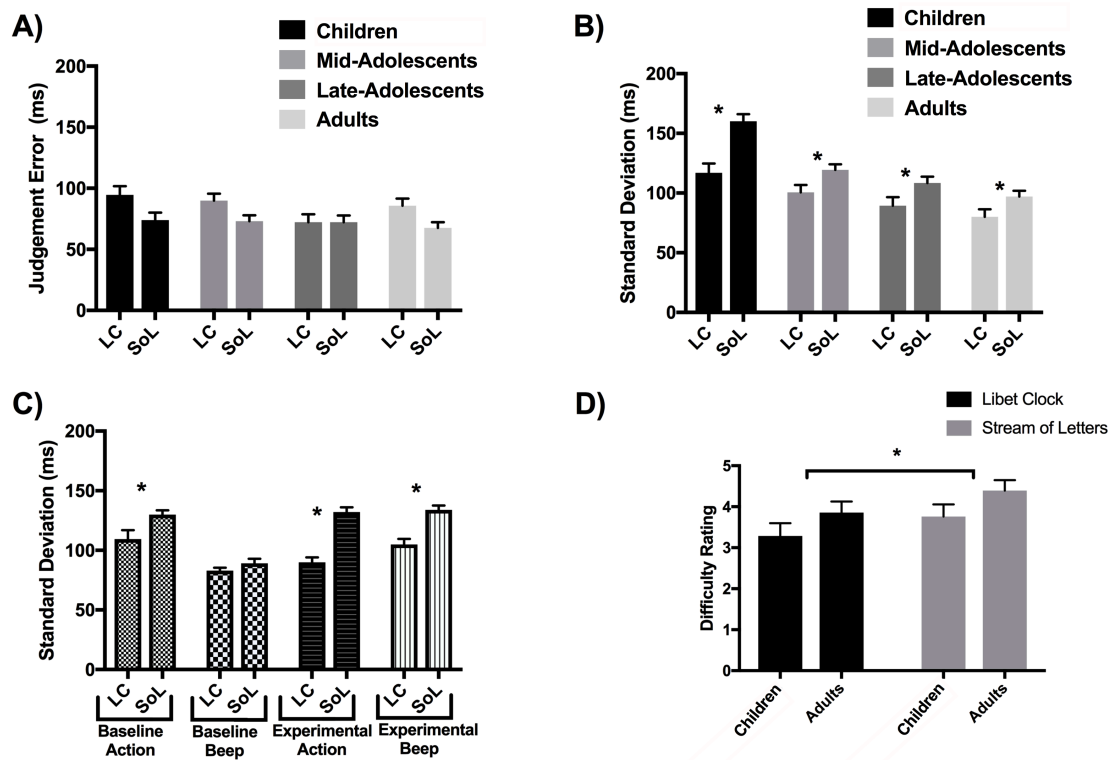 A)
Children
Mid-Adolescents
Late-Adolescents
Adults
Judgement Error (ms)
200
150
100
50
0
LC SoL LC SoL LC SoL LC SoL
B)
Children
Mid-Adolescents
Late-Adolescents
Adults
Standard Deviation (ms)
200
150
100
50
0
* * * *
LC SoL LC SoL LC SoL LC SoL
C)
Standard Deviation (ms)
200
150
100
50
0
* * *
LC SoL LC SoL LC SoL LC SoL
Baseline
Action
Baseline
Beep
Experimental
Action
Experimental
Beep
D)
Libet Clock
Stream of Letters
Difficulty Rating
5
4
3
2
1
0
*
Children Adults Children Adults